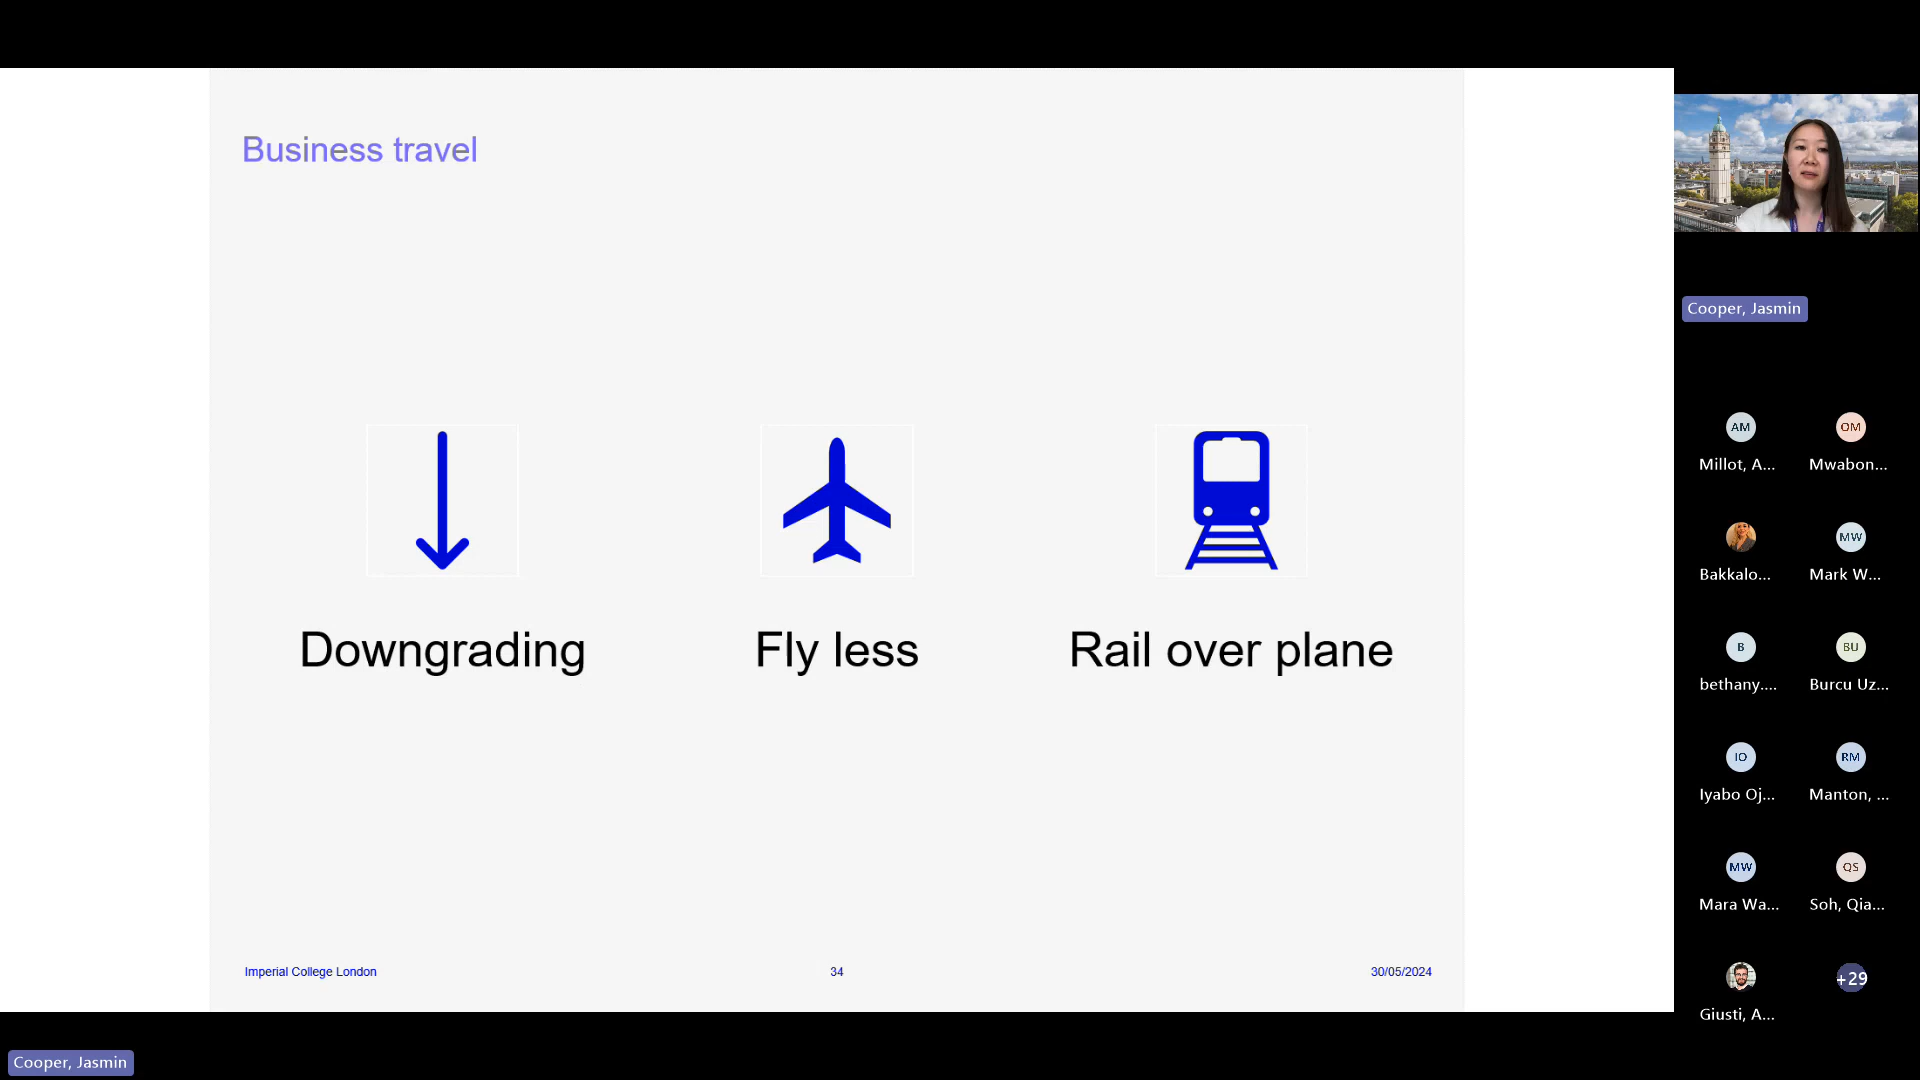 Business travel
Downgrading
Fly less
Rail over plane
Imperial College London
34
30/05/2024
Cooper, Jasmin
AM
OM
Millot, A...
Mwabon...
MW
Bakkalo...
Mark W...
B
BU
bethany....
Burcu Uz...
IO
RM
Iyabo Oj...
Manton, ...
MW
QS
Mara Wa...
Soh, Qia...
+29
Giusti, A...
Cooper, Jasmin